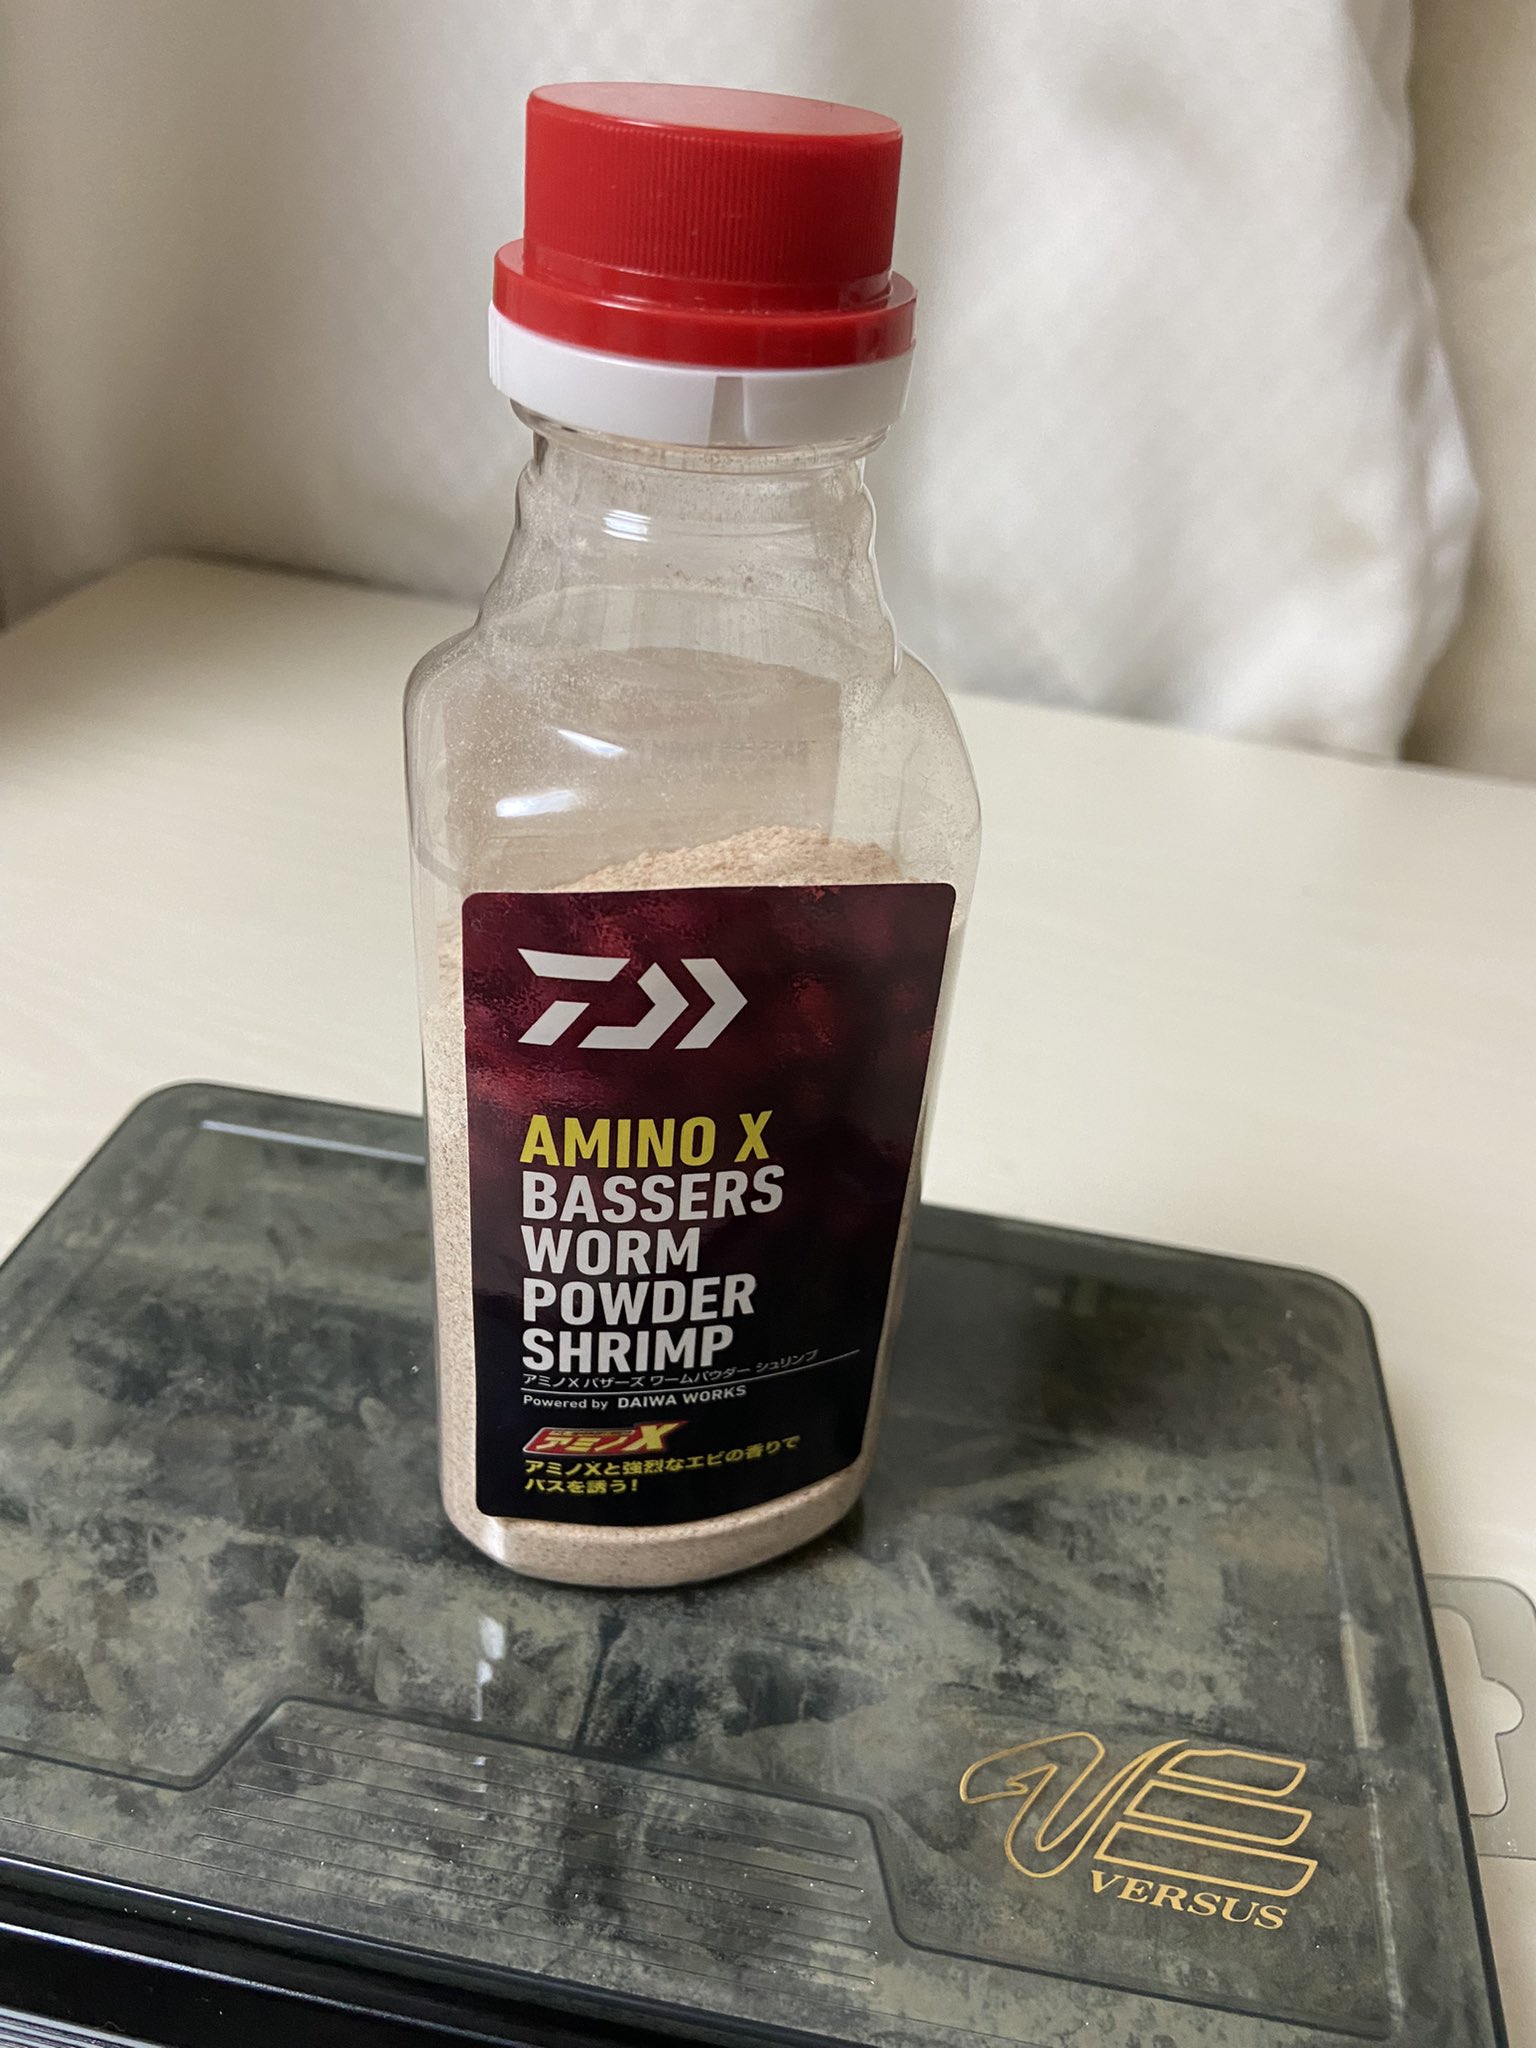 AMINO X
BASSERS
WORM
POWDER
SHRIMP
アミノX バザーズ ワームパウダー シュリンプ
Powered by DAIWA WORKS
アミノX
アミノXと強烈なエビの香りで
バスを誘う!
VERSUS